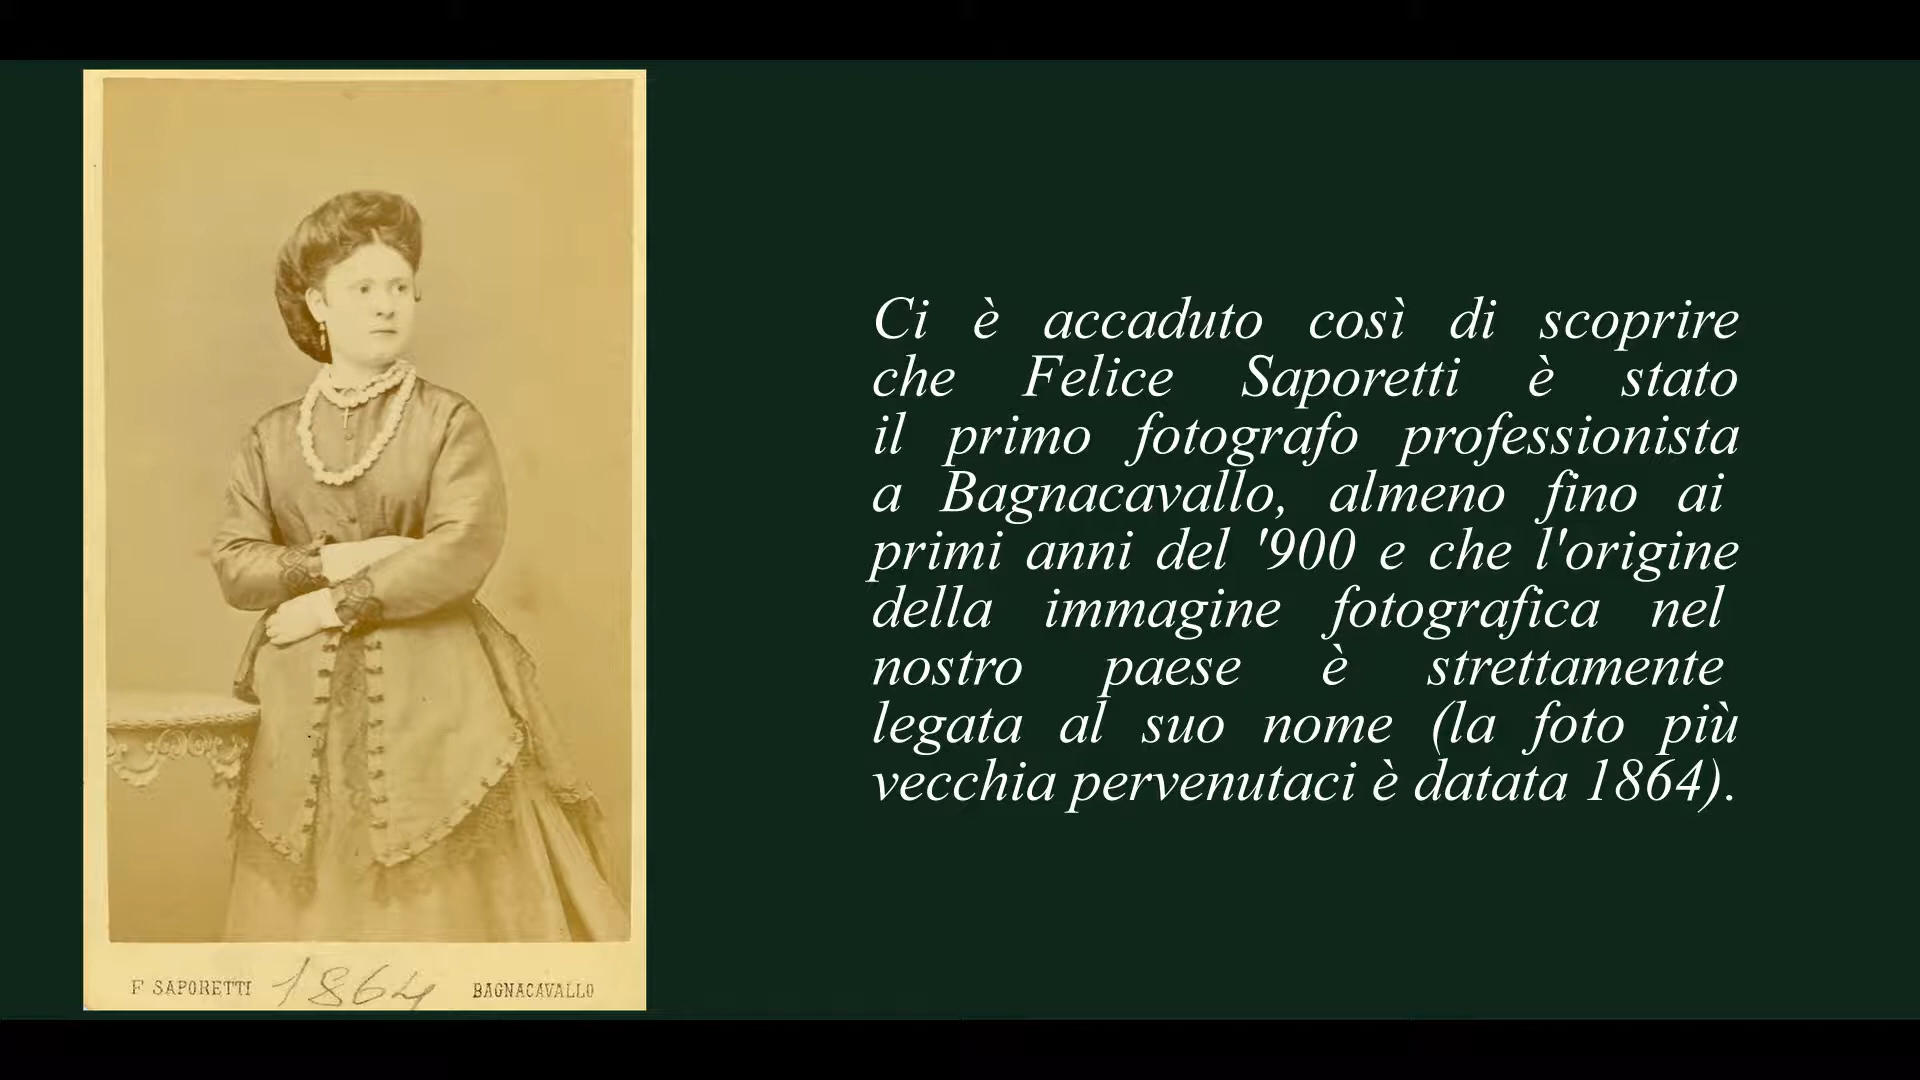 F SAPORETTI 1864 BAGNACAVALLO
Ci è accaduto così di scoprire
che Felice Saporetti è stato
il primo fotografo professionista
a Bagnacavallo, almeno fino ai
primi anni del '900 e che l'origine
della immagine fotografica nel
nostro paese è strettamente
legata al suo nome (la foto più
vecchia pervenutaci è datata 1864).